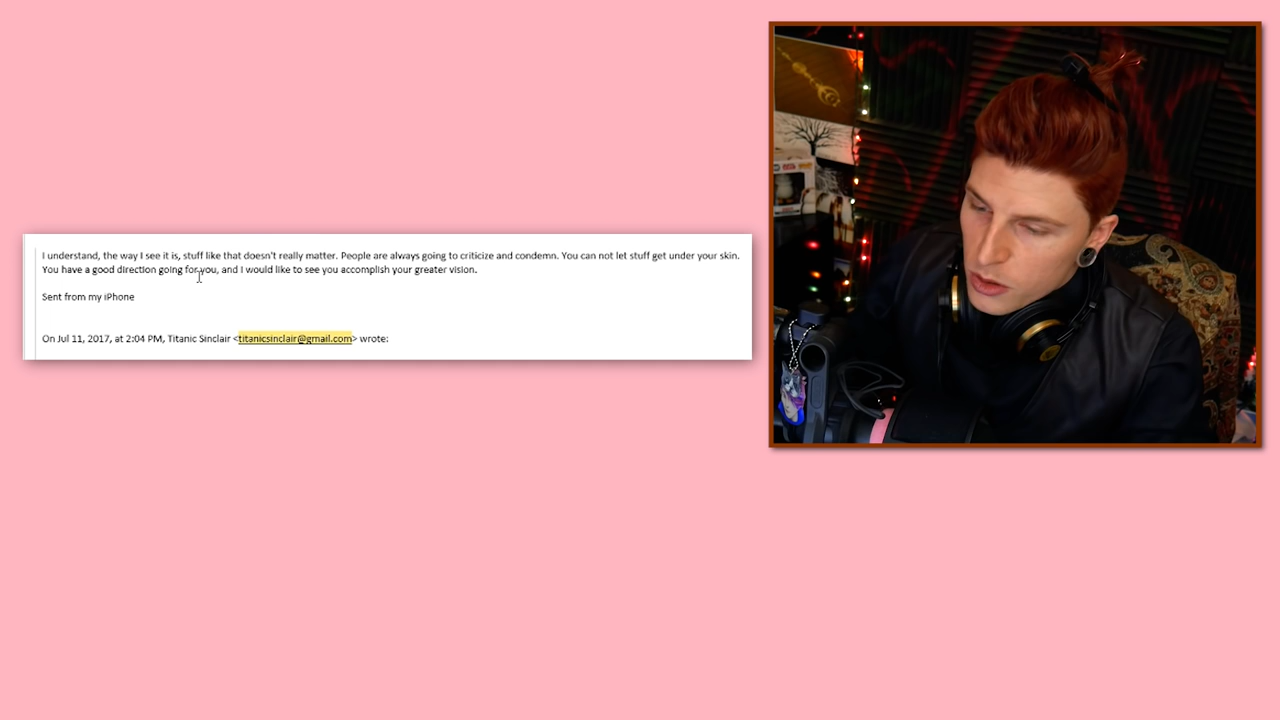 I understand, the way I see it is, stuff like that doesn't really matter. People are always going to criticize and condemn. You can not let stuff get under your skin.
You have a good direction going for you, and I would like to see you accomplish your greater vision.
Sent from my iPhone
On Jul 11, 2017, at 2:04 PM, Titanic Sinclair <titanicsinclair@gmail.com> wrote: